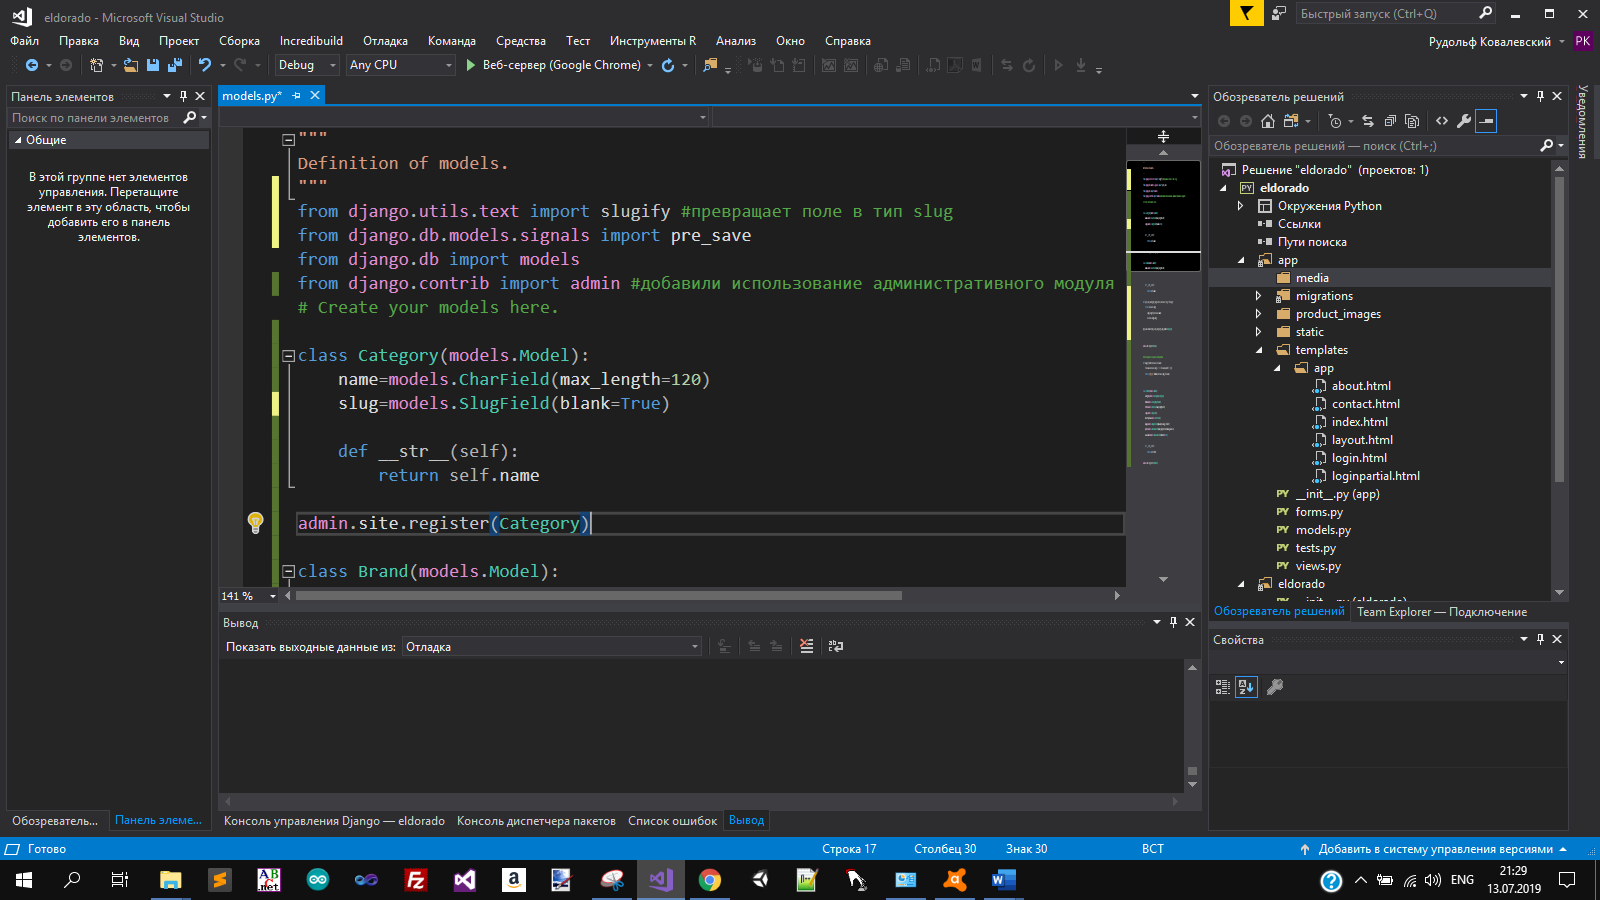 eldorado - Microsoft Visual Studio
Быстрый запуск (Ctrl+Q)
Файл Правка Вид Проект Сборка Incredibuild Отладка Команда Средства Тест Инструменты R Анализ Окно Справка
Рудольф Ковалевский РК
Debug Any CPU Веб-сервер (Google Chrome)
Панель элементов
Поиск по панели элементов
Общие
В этой группе нет элементов
управления. Перетащите
элемент в эту область, чтобы
добавить его в панель
элементов.
Обозреватель...
Панель элеме...
models.py*
"""
Definition of models.
"""
from django.utils.text import slugify #превращает поле в тип slug
from django.db.models.signals import pre_save
from django.db import models
from django.contrib import admin #добавили использование административного модуля
# Create your models here.
class Category(models.Model):
name=models.CharField(max_length=120)
slug=models.SlugField(blank=True)
def __str__(self):
return self.name
admin.site.register(Category)
class Brand(models.Model):
141 %
Вывод
Показать выходные данные из: Отладка
Консоль управления Django — eldorado Консоль диспетчера пакетов Список ошибок Вывод
Обозреватель решений
Обозреватель решений — поиск (Ctrl+;)
Решение "eldorado" (проектов: 1)
eldorado
Окружения Python
Ссылки
Пути поиска
app
media
migrations
product_images
static
templates
app
about.html
contact.html
index.html
layout.html
login.html
loginpartial.html
__init__.py (app)
forms.py
models.py
tests.py
views.py
eldorado
__init__.py (eldorado)
Обозреватель решений Team Explorer — Подключение
Свойства
Уведомления
Готово Строка 17 Столбец 30 Знак 30 ВСТ Добавить в систему управления версиями
ENG
21:29
13.07.2019